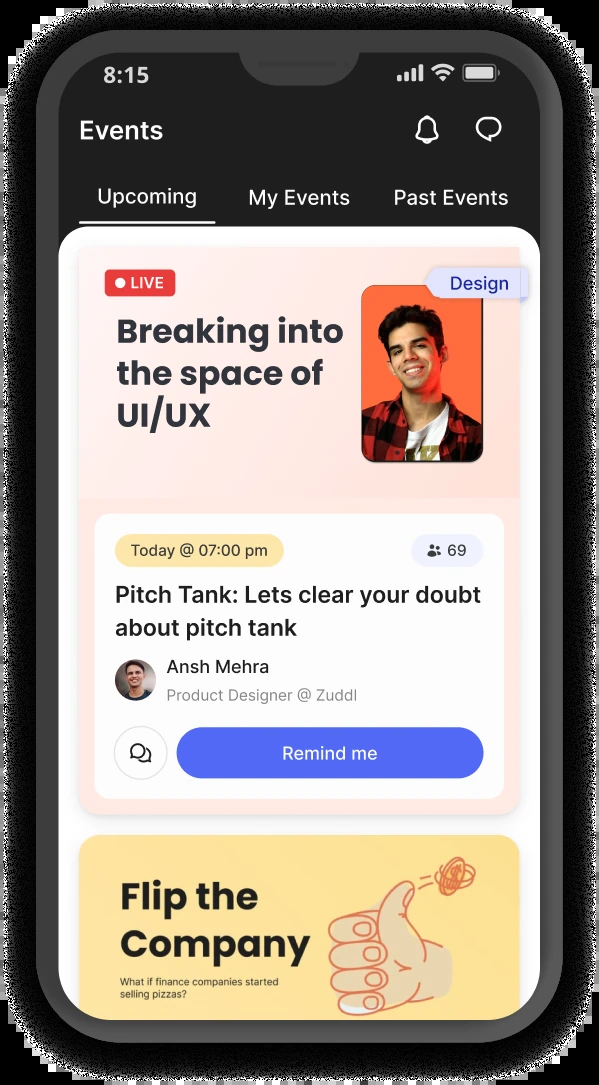 8:15
Events
Upcoming
My Events
Past Events
LIVE
Design
Breaking into
the space of
UI/UX
Today @ 07:00 pm
69
Pitch Tank: Lets clear your doubt
about pitch tank
Ansh Mehra
Product Designer @ Zuddl
Remind me
Flip the
Company
What if finance companies started
selling pizzas?